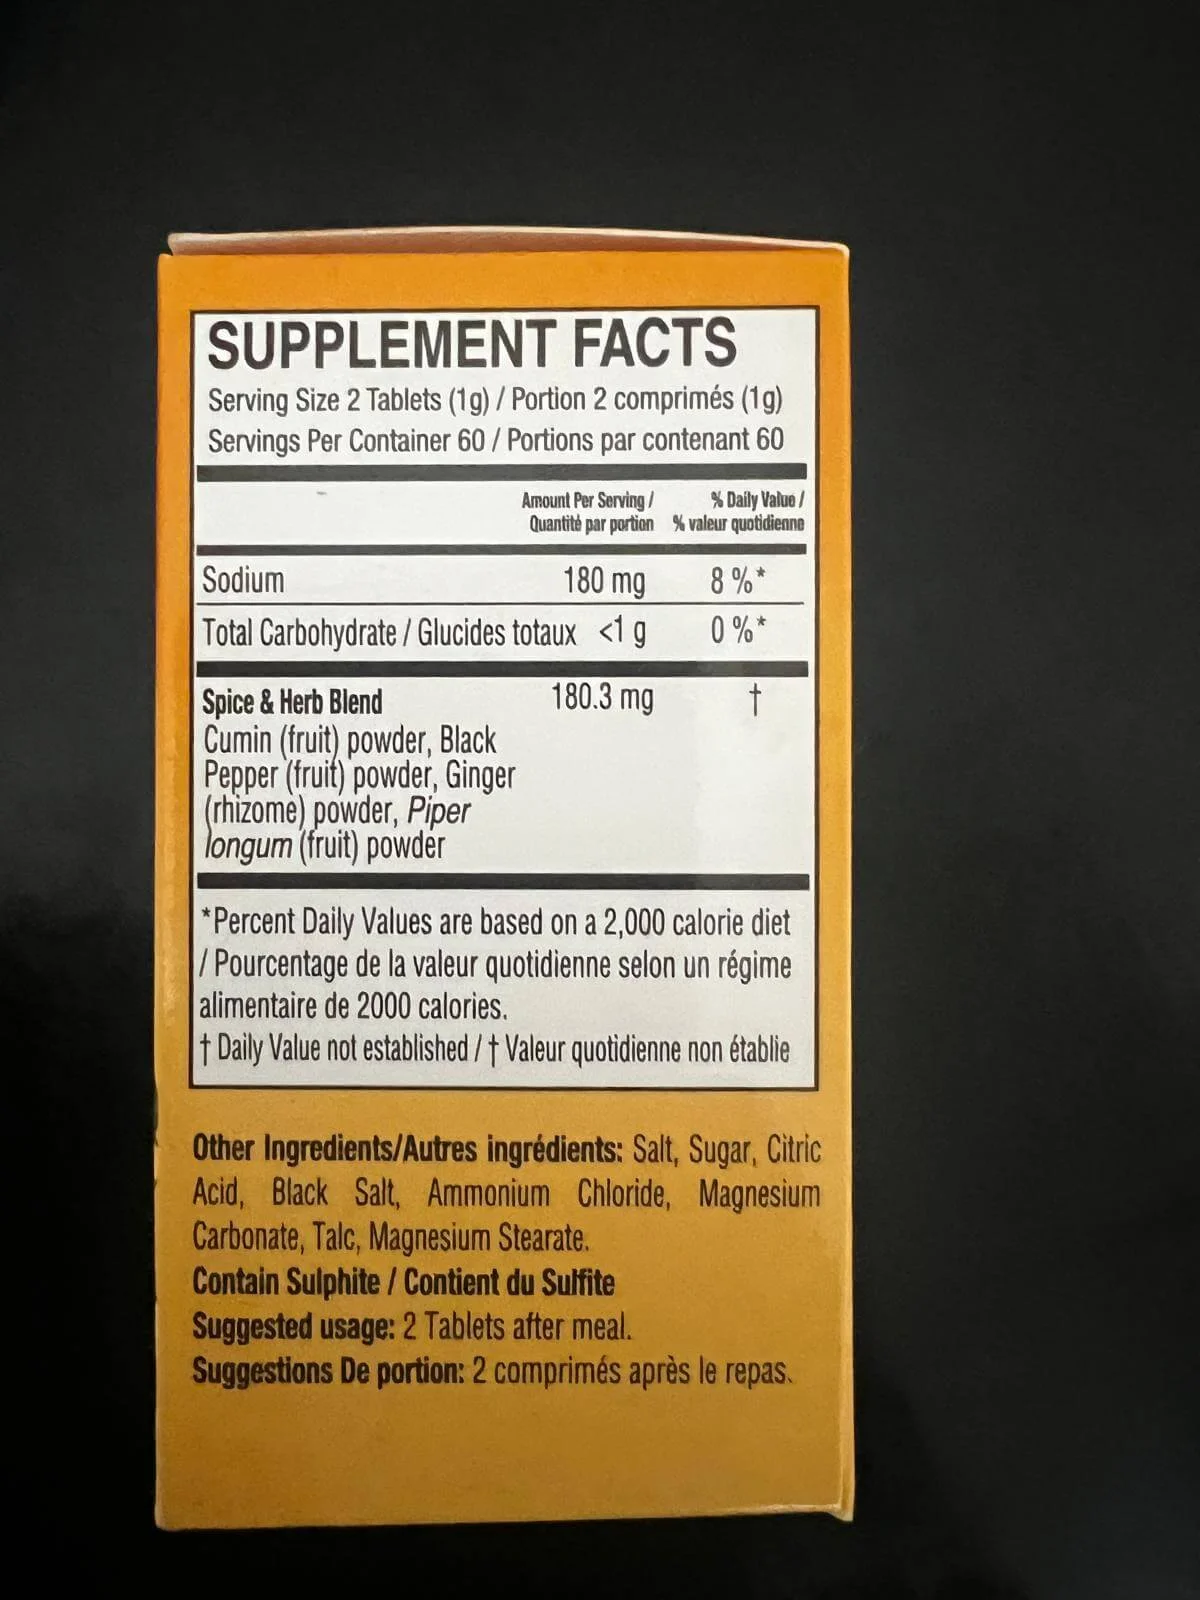 SUPPLEMENT FACTS
Serving Size 2 Tablets (1g) / Portion 2 comprimés (1g)
Servings Per Container 60 / Portions par contenant 60
Amount Per Serving / % Daily Value /
Quantité par portion % valeur quotidienne
Sodium 180 mg 8 %*
Total Carbohydrate / Glucides totaux <1 g 0 %*
Spice & Herb Blend 180.3 mg †
Cumin (fruit) powder, Black
Pepper (fruit) powder, Ginger
(rhizome) powder, Piper
longum (fruit) powder
*Percent Daily Values are based on a 2,000 calorie diet
/ Pourcentage de la valeur quotidienne selon un régime
alimentaire de 2000 calories.
† Daily Value not established / † Valeur quotidienne non établie
Other Ingredients/Autres ingrédients: Salt, Sugar, Citric
Acid, Black Salt, Ammonium Chloride, Magnesium
Carbonate, Talc, Magnesium Stearate.
Contain Sulphite / Contient du Sulfite
Suggested usage: 2 Tablets after meal.
Suggestions De portion: 2 comprimés après le repas.